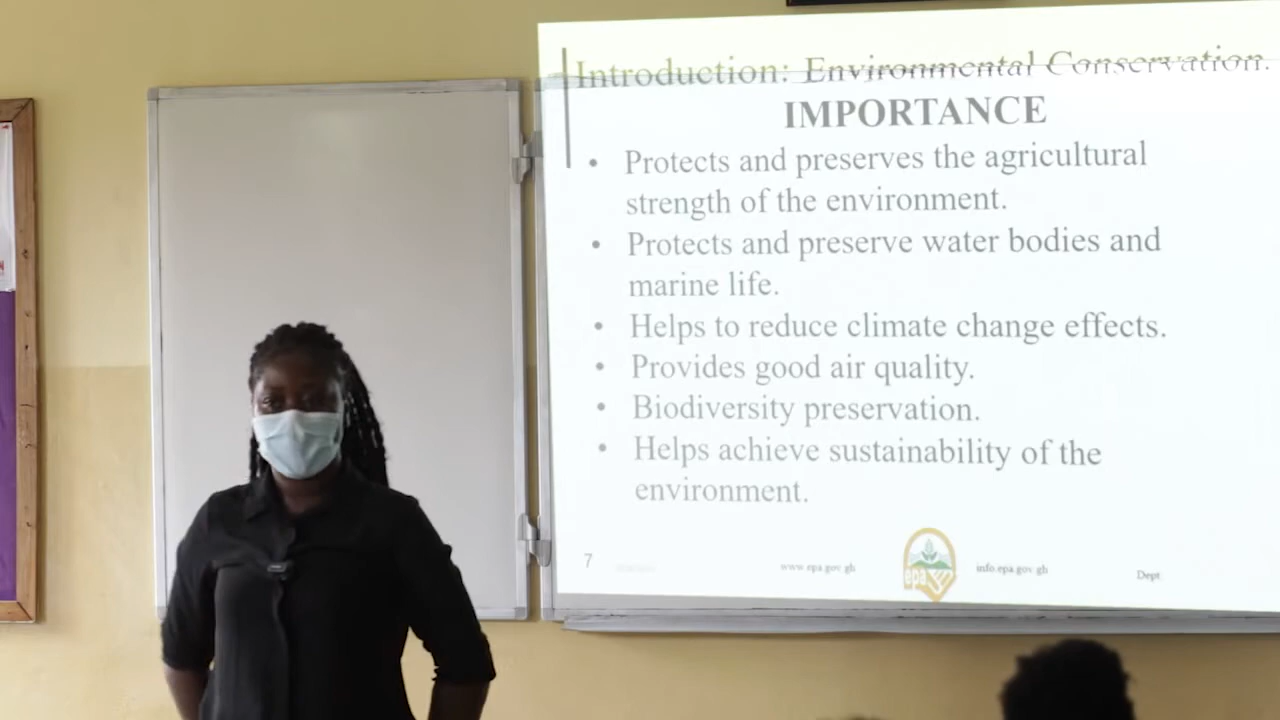 Introduction: Environmental Conservation.
IMPORTANCE
• Protects and preserves the agricultural
strength of the environment.
• Protects and preserve water bodies and
marine life.
• Helps to reduce climate change effects.
• Provides good air quality.
• Biodiversity preservation.
• Helps achieve sustainability of the
environment.
7
www.epa.gov.gh
epa
info.epa.gov.gh
Dept